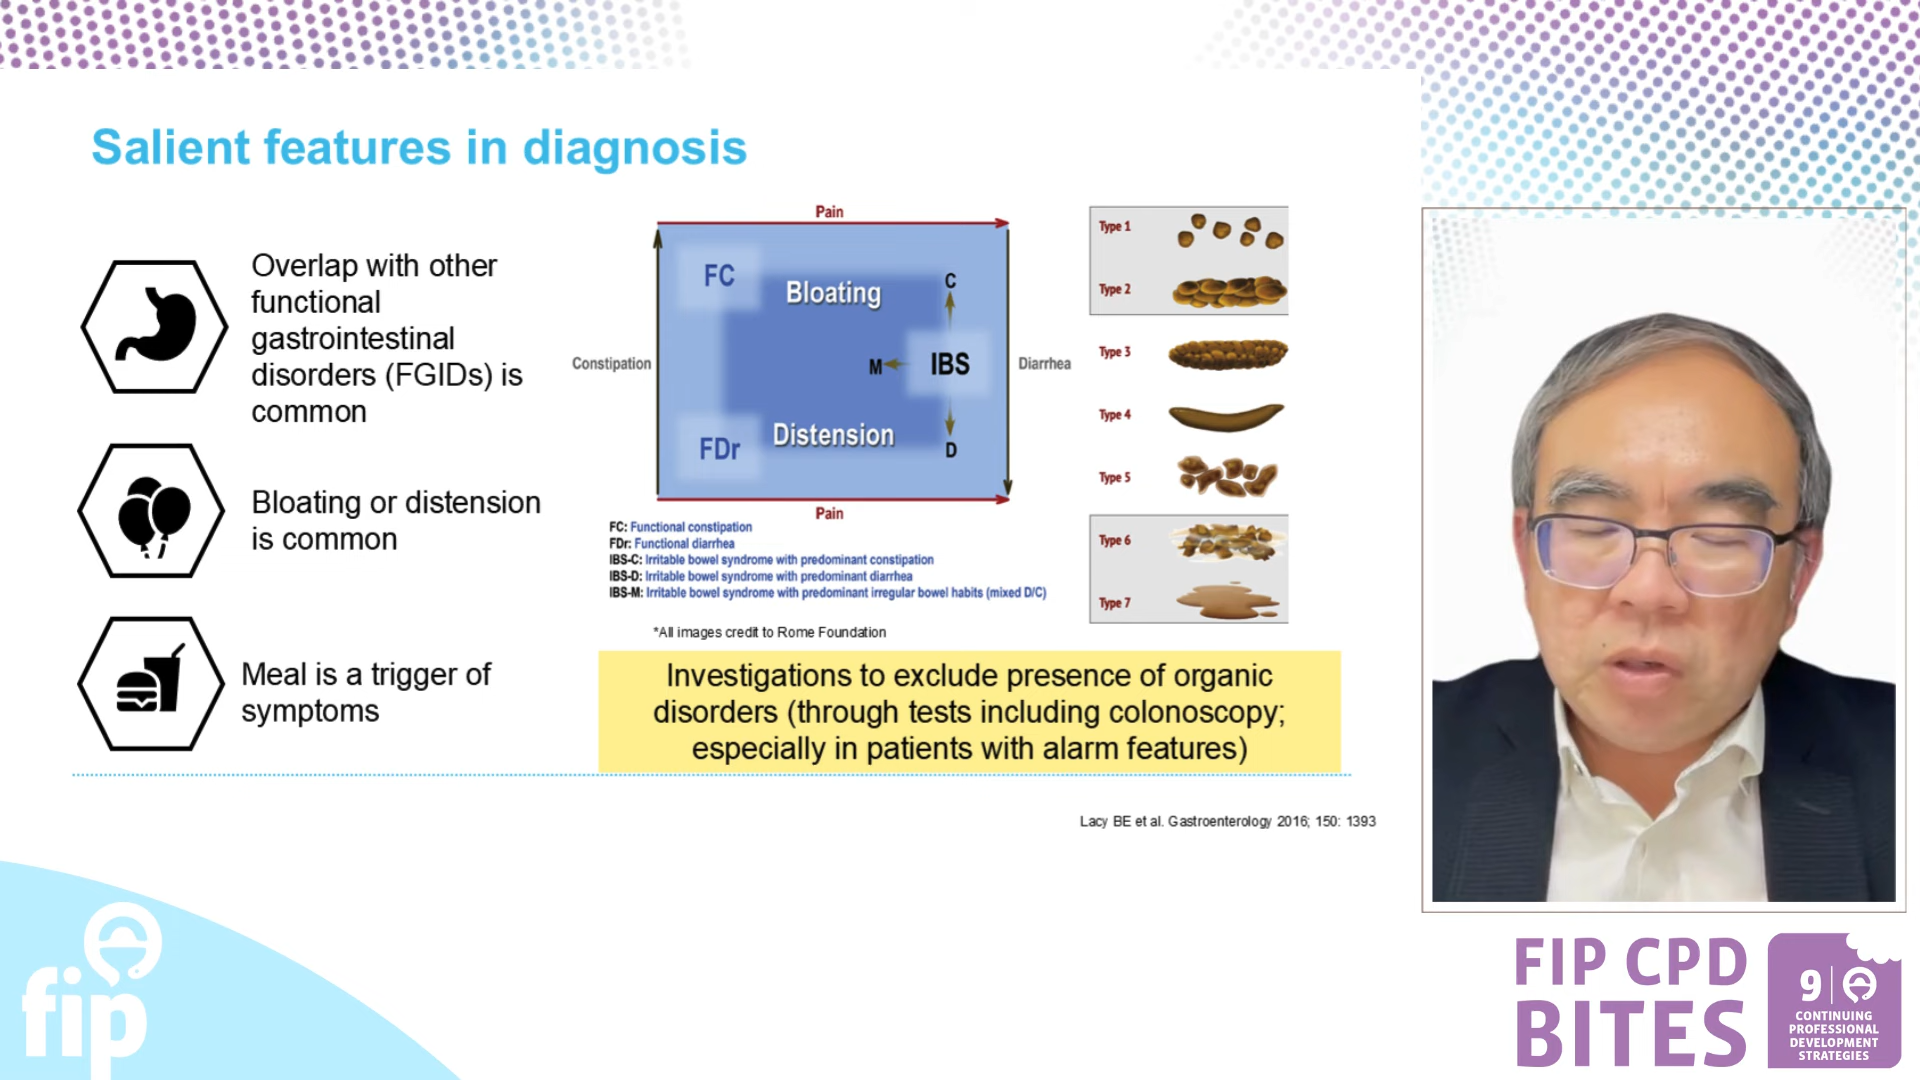 Salient features in diagnosis
Overlap with other
functional
gastrointestinal
disorders (FGIDs) is
common
Bloating or distension
is common
Meal is a trigger of
symptoms
Pain
FC
Bloating
C
Constipation
M
IBS
Diarrhea
FDr
Distension
D
Pain
FC: Functional constipation
FDr: Functional diarrhea
IBS-C: Irritable bowel syndrome with predominant constipation
IBS-D: Irritable bowel syndrome with predominant diarrhea
IBS-M: Irritable bowel syndrome with predominant irregular bowel habits (mixed D/C)
*All images credit to Rome Foundation
Type 1
Type 2
Type 3
Type 4
Type 5
Type 6
Type 7
Investigations to exclude presence of organic
disorders (through tests including colonoscopy;
especially in patients with alarm features)
Lacy BE et al. Gastroenterology 2016; 150: 1393
fip
FIP CPD
BITES
9
CONTINUING
PROFESSIONAL
DEVELOPMENT
STRATEGIES